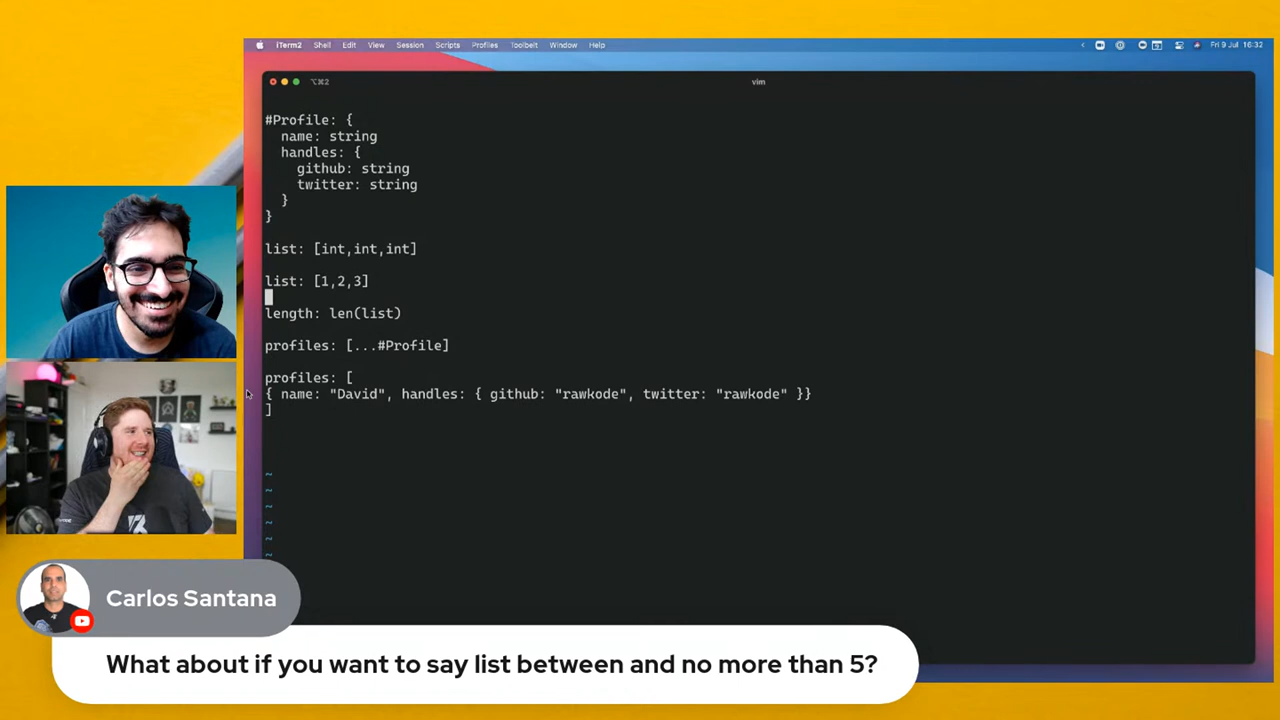 iTerm2 Shell Edit View Session Scripts Profiles Toolbelt Window Help
Fri 9 Jul 16:32
⌥⌘2
vim
#Profile: {
name: string
handles: {
github: string
twitter: string
}
}
list: [int,int,int]
list: [1,2,3]
length: len(list)
profiles: [...#Profile]
profiles: [
{ name: "David", handles: { github: "rawkode", twitter: "rawkode" }}
]
~
~
~
~
~
~
Carlos Santana
What about if you want to say list between and no more than 5?